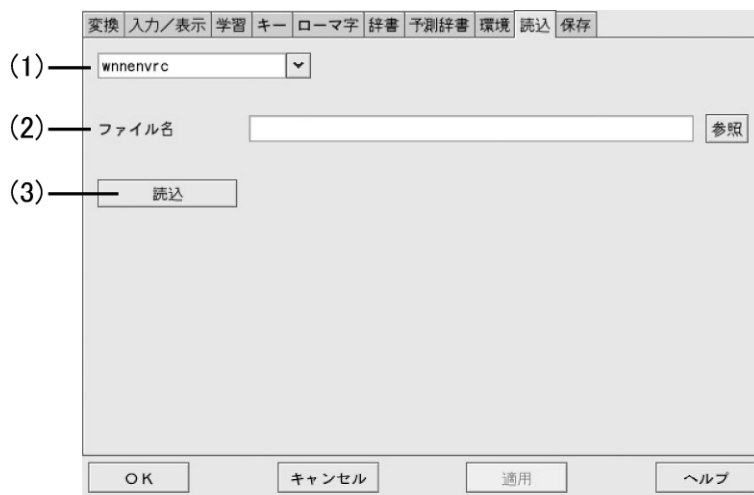 変換 入力／表示 学習 キー ローマ字 辞書 予測辞書 環境 読込 保存
(1) wnnenvrc
(2) ファイル名 参照
(3) 読込
ＯＫ キャンセル 適用 ヘルプ